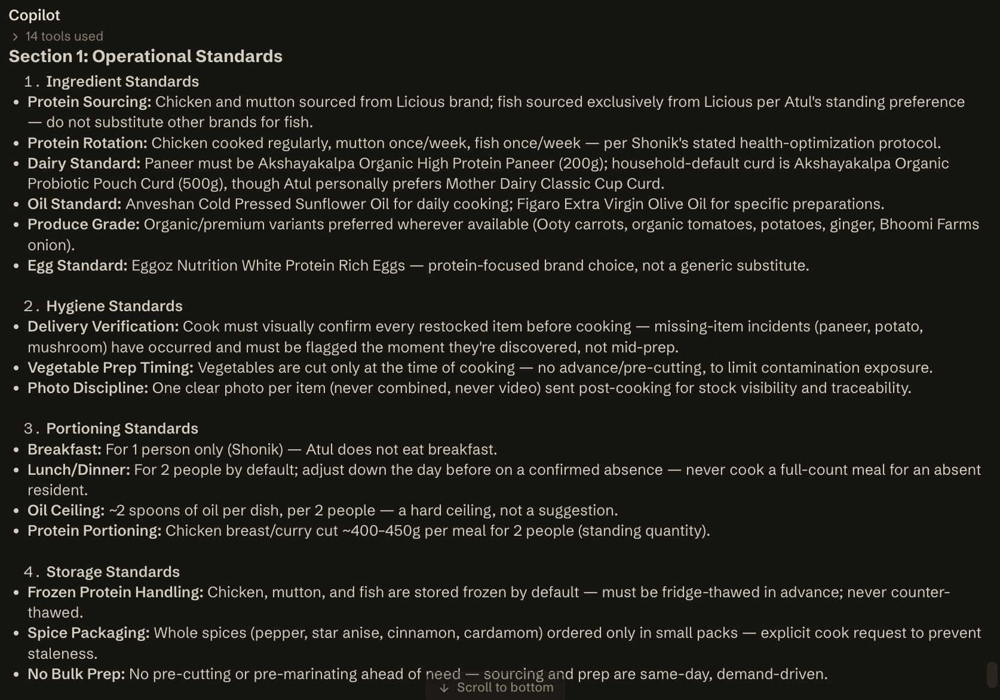 Copilot
> 14 tools used
Section 1: Operational Standards
1. Ingredient Standards
• Protein Sourcing: Chicken and mutton sourced from Licious brand; fish sourced exclusively from Licious per Atul's standing preference
— do not substitute other brands for fish.
• Protein Rotation: Chicken cooked regularly, mutton once/week, fish once/week — per Shonik's stated health-optimization protocol.
• Dairy Standard: Paneer must be Akshayakalpa Organic High Protein Paneer (200g); household-default curd is Akshayakalpa Organic
Probiotic Pouch Curd (500g), though Atul personally prefers Mother Dairy Classic Cup Curd.
• Oil Standard: Anveshan Cold Pressed Sunflower Oil for daily cooking; Figaro Extra Virgin Olive Oil for specific preparations.
• Produce Grade: Organic/premium variants preferred wherever available (Ooty carrots, organic tomatoes, potatoes, ginger, Bhoomi Farms
onion).
• Egg Standard: Eggoz Nutrition White Protein Rich Eggs — protein-focused brand choice, not a generic substitute.
2. Hygiene Standards
• Delivery Verification: Cook must visually confirm every restocked item before cooking — missing-item incidents (paneer, potato,
mushroom) have occurred and must be flagged the moment they're discovered, not mid-prep.
• Vegetable Prep Timing: Vegetables are cut only at the time of cooking — no advance/pre-cutting, to limit contamination exposure.
• Photo Discipline: One clear photo per item (never combined, never video) sent post-cooking for stock visibility and traceability.
3. Portioning Standards
• Breakfast: For 1 person only (Shonik) — Atul does not eat breakfast.
• Lunch/Dinner: For 2 people by default; adjust down the day before on a confirmed absence — never cook a full-count meal for an absent
resident.
• Oil Ceiling: ~2 spoons of oil per dish, per 2 people — a hard ceiling, not a suggestion.
• Protein Portioning: Chicken breast/curry cut ~400–450g per meal for 2 people (standing quantity).
4. Storage Standards
• Frozen Protein Handling: Chicken, mutton, and fish are stored frozen by default — must be fridge-thawed in advance; never counter-
thawed.
• Spice Packaging: Whole spices (pepper, star anise, cinnamon, cardamom) ordered only in small packs — explicit cook request to prevent
staleness.
• No Bulk Prep: No pre-cutting or pre-marinating ahead of need — sourcing and prep are same-day, demand-driven.
↓ Scroll to bottom